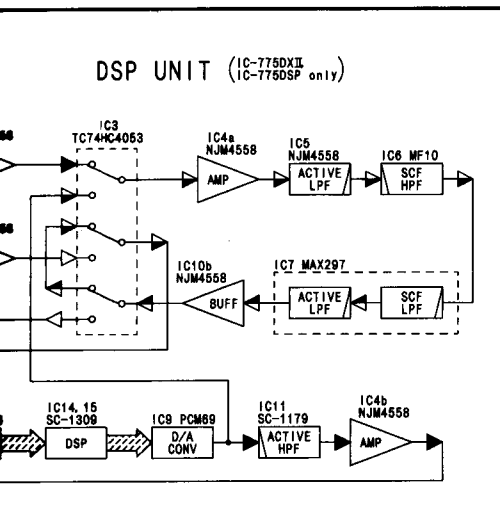 DSP UNIT (IC-775DXⅡ
IC-775DSP only)
IC3
TC74HC4053
IC4a
NJM4558
AMP
IC5
NJM4558
ACTIVE
LPF
IC6 MF10
SCF
HPF
IC10b
NJM4558
BUFF
IC7 MAX297
ACTIVE
LPF
SCF
LPF
IC14, 15
SC-1309
DSP
IC9 PCM69
D/A
CONV
IC11
SC-1179
ACTIVE
HPF
IC4b
NJM4558
AMP